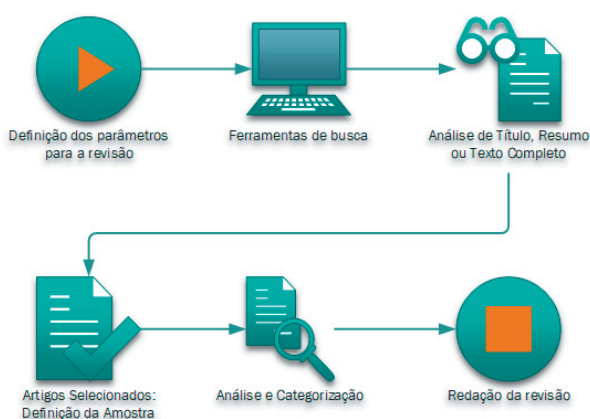 Definição dos parâmetros
para a revisão
Ferramentas de busca
Análise de Título, Resumo
ou Texto Completo
Artigos Selecionados:
Definição da Amostra
Análise e Categorização
Redação da revisão